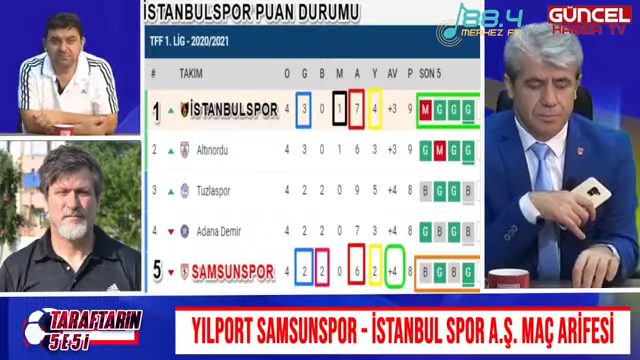 İSTANBULSPOR PUAN DURUMU
88.4
MERKEZ FM
GÜNCEL
HABER TV
TFF 1. LİG - 2020/2021
# TAKIM O G B M A Y AV P SON 5
1 İSTANBULSPOR 4 3 0 1 7 4 +3 9 M G G G
2 Altınordu 4 3 0 1 6 3 +3 9 G M G G
3 Tuzlaspor 4 2 2 0 9 5 +4 8 B G G B
4 Adana Demir 4 2 2 0 7 3 +4 8 G B G B
5 SAMSUNSPOR 4 2 2 0 6 2 +4 8 B G B G
TARAFTARIN
SESi
YILPORT SAMSUNSPOR - İSTANBUL SPOR A.Ş. MAÇ ARİFESİ